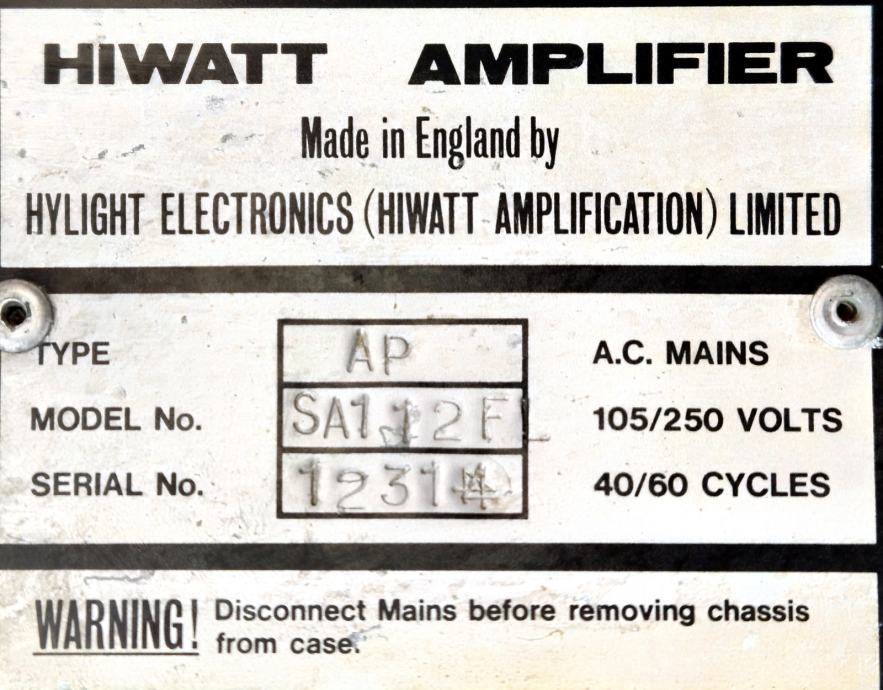 HIWATT AMPLIFIER
Made in England by
HYLIGHT ELECTRONICS (HIWATT AMPLIFICATION) LIMITED
TYPE AP A.C. MAINS
MODEL No. SA112FL 105/250 VOLTS
SERIAL No. 12314 40/60 CYCLES
WARNING! Disconnect Mains before removing chassis
from case.